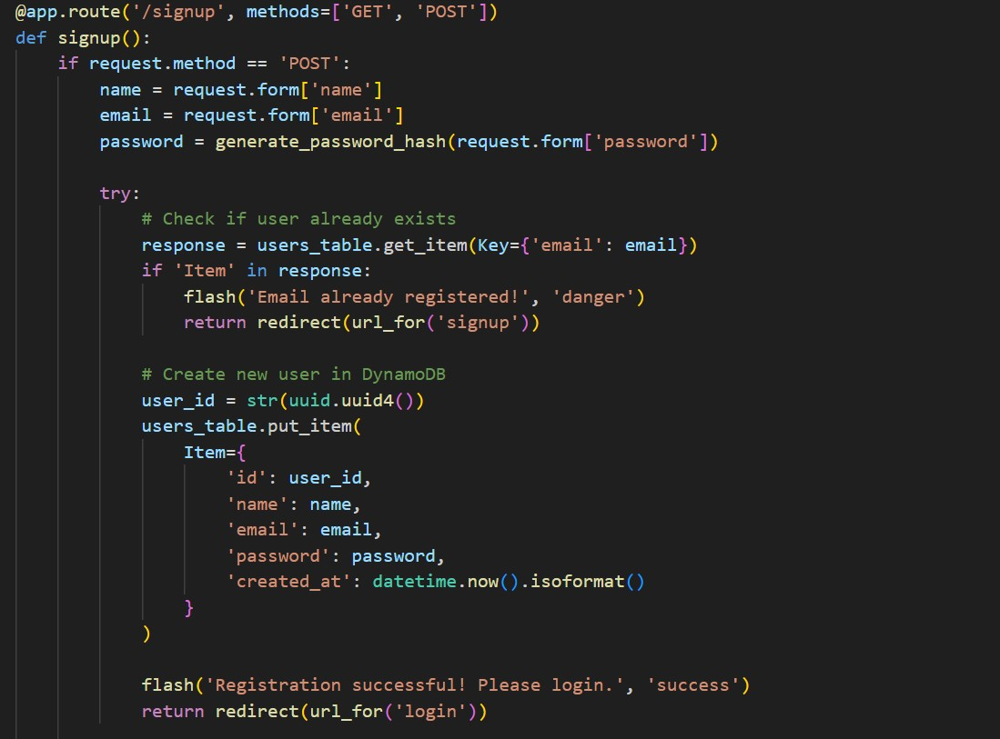 @app.route('/signup', methods=['GET', 'POST'])
def signup():
    if request.method == 'POST':
        name = request.form['name']
        email = request.form['email']
        password = generate_password_hash(request.form['password'])

        try:
            # Check if user already exists
            response = users_table.get_item(Key={'email': email})
            if 'Item' in response:
                flash('Email already registered!', 'danger')
                return redirect(url_for('signup'))

            # Create new user in DynamoDB
            user_id = str(uuid.uuid4())
            users_table.put_item(
                Item={
                    'id': user_id,
                    'name': name,
                    'email': email,
                    'password': password,
                    'created_at': datetime.now().isoformat()
                }
            )

            flash('Registration successful! Please login.', 'success')
            return redirect(url_for('login'))